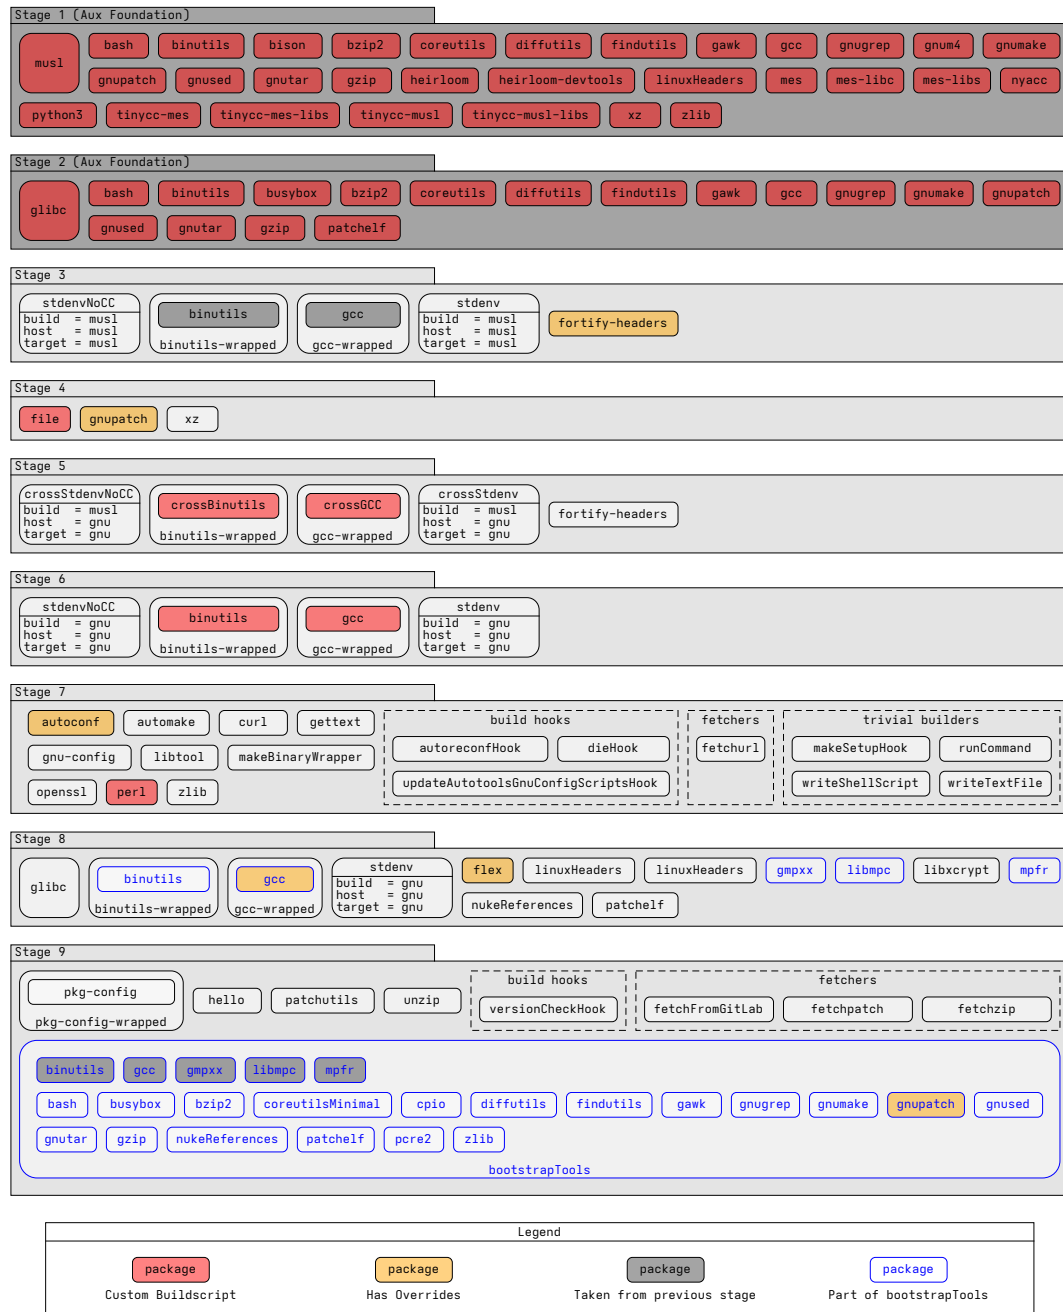 Stage 1 (Aux Foundation)
musl
bash binutils bison bzip2 coreutils diffutils findutils gawk gcc gnugrep gnum4 gnumake
gnupatch gnused gnutar gzip heirloom heirloom-devtools linuxHeaders mes mes-libc mes-libs nyacc
python3 tinycc-mes tinycc-mes-libs tinycc-musl tinycc-musl-libs xz zlib
Stage 2 (Aux Foundation)
glibc
bash binutils busybox bzip2 coreutils diffutils findutils gawk gcc gnugrep gnumake gnupatch
gnused gnutar gzip patchelf
Stage 3
stdenvNoCC
build = musl
host = musl
target = musl
binutils
binutils-wrapped
gcc
gcc-wrapped
stdenv
build = musl
host = musl
target = musl
fortify-headers
Stage 4
file gnupatch xz
Stage 5
crossStdenvNoCC
build = musl
host = gnu
target = gnu
crossBinutils
binutils-wrapped
crossGCC
gcc-wrapped
crossStdenv
build = musl
host = gnu
target = gnu
fortify-headers
Stage 6
stdenvNoCC
build = gnu
host = gnu
target = gnu
binutils
binutils-wrapped
gcc
gcc-wrapped
stdenv
build = gnu
host = gnu
target = gnu
Stage 7
autoconf automake curl gettext
gnu-config libtool makeBinaryWrapper
openssl perl zlib
build hooks
autoreconfHook dieHook
updateAutotoolsGnuConfigScriptsHook
fetchers
fetchurl
trivial builders
makeSetupHook runCommand
writeShellScript writeTextFile
Stage 8
glibc
binutils
binutils-wrapped
gcc
gcc-wrapped
stdenv
build = gnu
host = gnu
target = gnu
flex linuxHeaders linuxHeaders gmpxx libmpc libxcrypt mpfr
nukeReferences patchelf
Stage 9
pkg-config
pkg-config-wrapped
hello patchutils unzip
build hooks
versionCheckHook
fetchers
fetchFromGitLab fetchpatch fetchzip
binutils gcc gmpxx libmpc mpfr
bash busybox bzip2 coreutilsMinimal cpio diffutils findutils gawk gnugrep gnumake gnupatch gnused
gnutar gzip nukeReferences patchelf pcre2 zlib
bootstrapTools
Legend
package package package package
Custom Buildscript Has Overrides Taken from previous stage Part of bootstrapTools